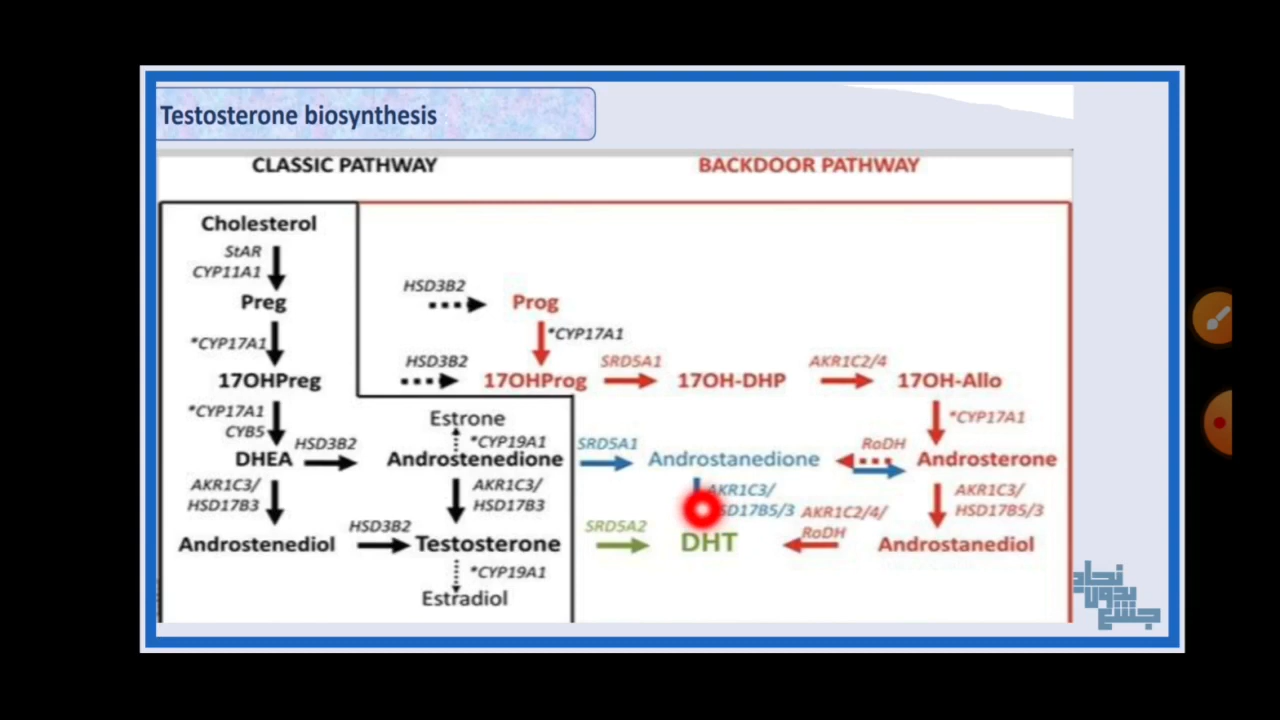 Testosterone biosynthesis
CLASSIC PATHWAY
BACKDOOR PATHWAY
Cholesterol
StAR
CYP11A1
Preg
HSD3B2
Prog
*CYP17A1
*CYP17A1
17OHPreg
HSD3B2
17OHProg
SRD5A1
17OH-DHP
AKR1C2/4
17OH-Allo
*CYP17A1
CYB5
Estrone
*CYP17A1
HSD3B2
*CYP19A1
SRD5A1
RoDH
DHEA
Androstenedione
Androstanedione
Androsterone
AKR1C3/
HSD17B3
AKR1C3/
HSD17B3
AKR1C3/
SD17B5/3
AKR1C3/
HSD17B5/3
AKR1C2/4/
RoDH
HSD3B2
SRD5A2
Androstenediol
Testosterone
DHT
Androstanediol
*CYP19A1
Estradiol